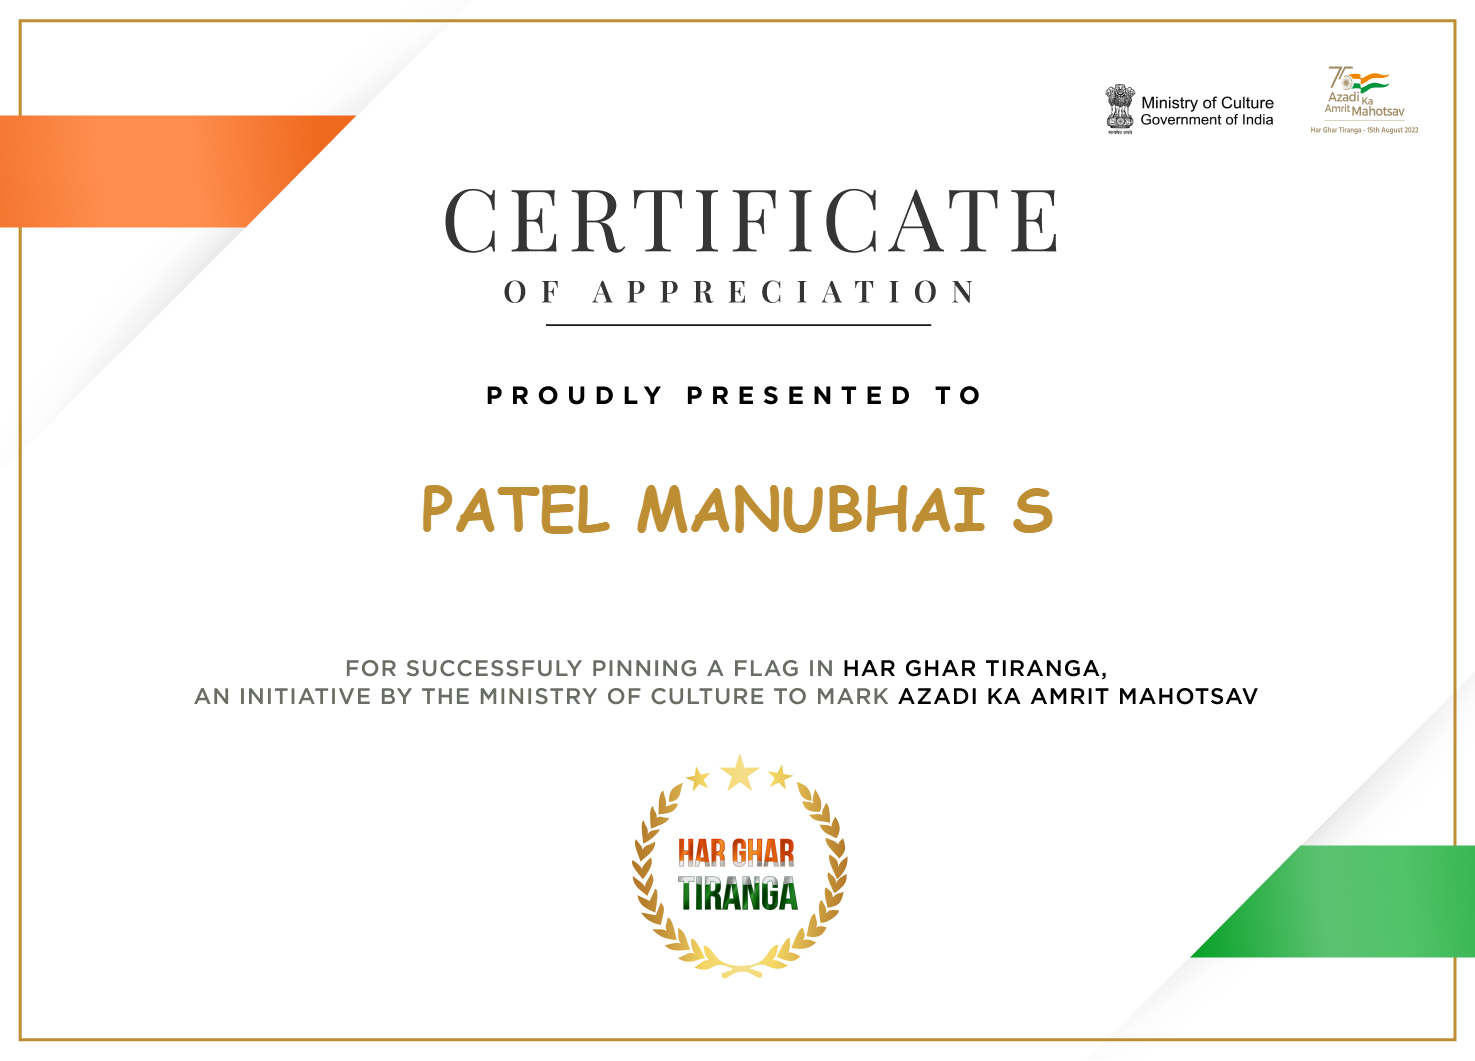 Ministry of Culture
Government of India
75
Azadi Ka
Amrit Mahotsav
Har Ghar Tiranga - 15th August 2022
CERTIFICATE
OF APPRECIATION
PROUDLY PRESENTED TO
PATEL MANUBHAI S
FOR SUCCESSFULY PINNING A FLAG IN HAR GHAR TIRANGA,
AN INITIATIVE BY THE MINISTRY OF CULTURE TO MARK AZADI KA AMRIT MAHOTSAV
HAR GHAR
TIRANGA